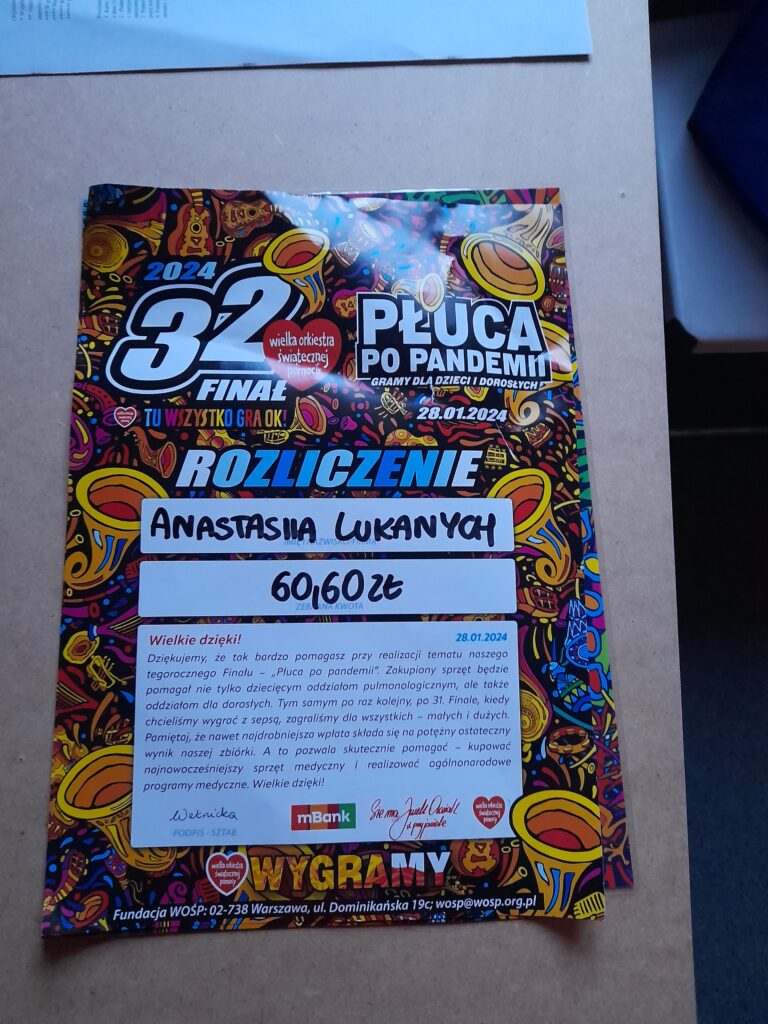 2024
32
FINAŁ
wielka orkiestra
świątecznej
pomocy
TU WSZYSTKO GRA OK!
PŁUCA
PO PANDEMII
GRAMY DLA DZIECI I DOROSŁYCH
28.01.2024
ROZLICZENIE
ANASTASIIA LUKANYCH
60,60 ZŁ
ZEBRANA KWOTA
Wielkie dzięki! 28.01.2024
Dziękujemy, że tak bardzo pomagasz przy realizacji tematu naszego
tegorocznego Finału – „Płuca po pandemii”. Zakupiony sprzęt będzie
pomagał nie tylko dziecięcym oddziałom pulmonologicznym, ale także
oddziałom dla dorosłych. Tym samym po raz kolejny, po 31. Finale, kiedy
chcieliśmy wygrać z sepsą, zagraliśmy dla wszystkich – małych i dużych.
Pamiętaj, że nawet najdrobniejsza wpłata składa się na potężny ostateczny
wynik naszej zbiórki. A to pozwala skutecznie pomagać – kupować
najnowocześniejszy sprzęt medyczny i realizować ogólnonarodowe
programy medyczne. Wielkie dzięki!
PODPIS - SZTAB
mBank
wielka orkiestra
świątecznej
pomocy
wielka orkiestra
świątecznej
pomocy
WYGRAMY
Fundacja WOŚP: 02-738 Warszawa, ul. Dominikańska 19c; wosp@wosp.org.pl